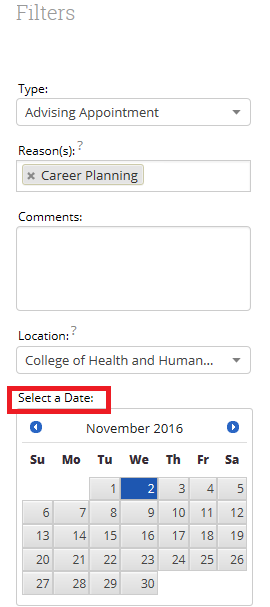 Filters
Type:
Advising Appointment
Reason(s): ?
× Career Planning
Comments:
Location: ?
College of Health and Human...
Select a Date:
November 2016
Su Mo Tu We Th Fr Sa
1 2 3 4 5
6 7 8 9 10 11 12
13 14 15 16 17 18 19
20 21 22 23 24 25 26
27 28 29 30